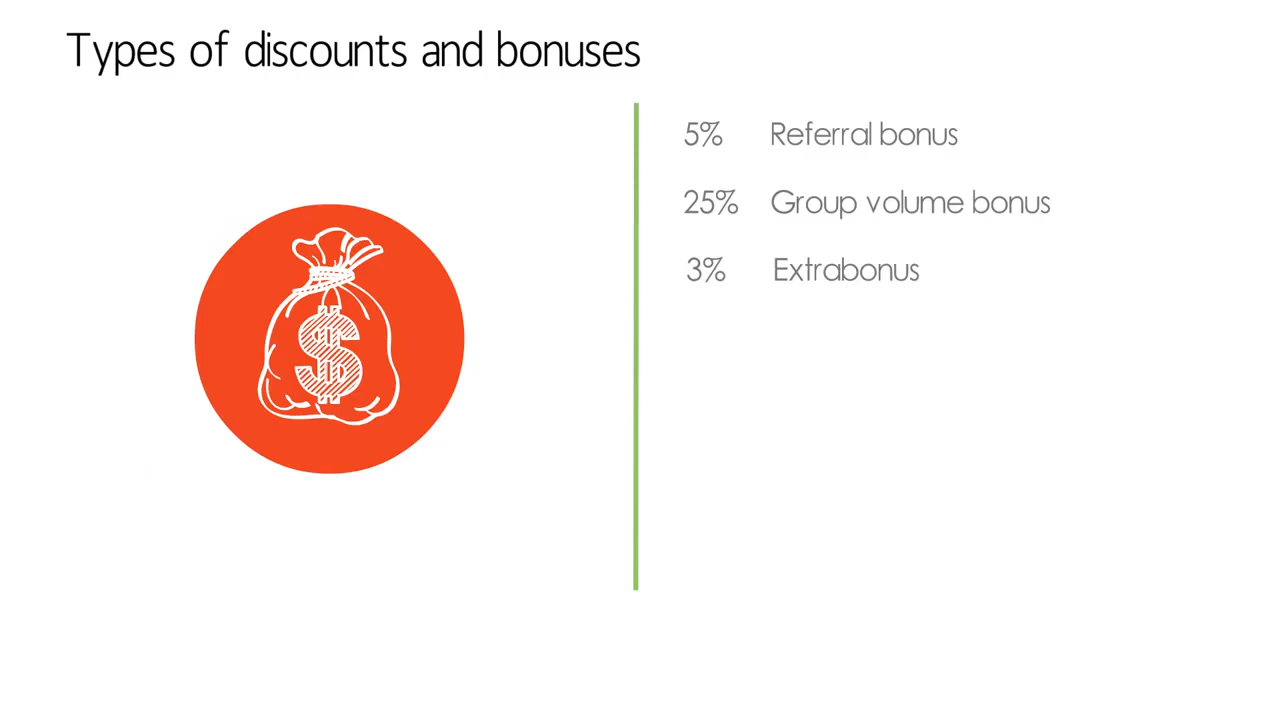 Types of discounts and bonuses
5% Referral bonus
25% Group volume bonus
3% Extrabonus
$